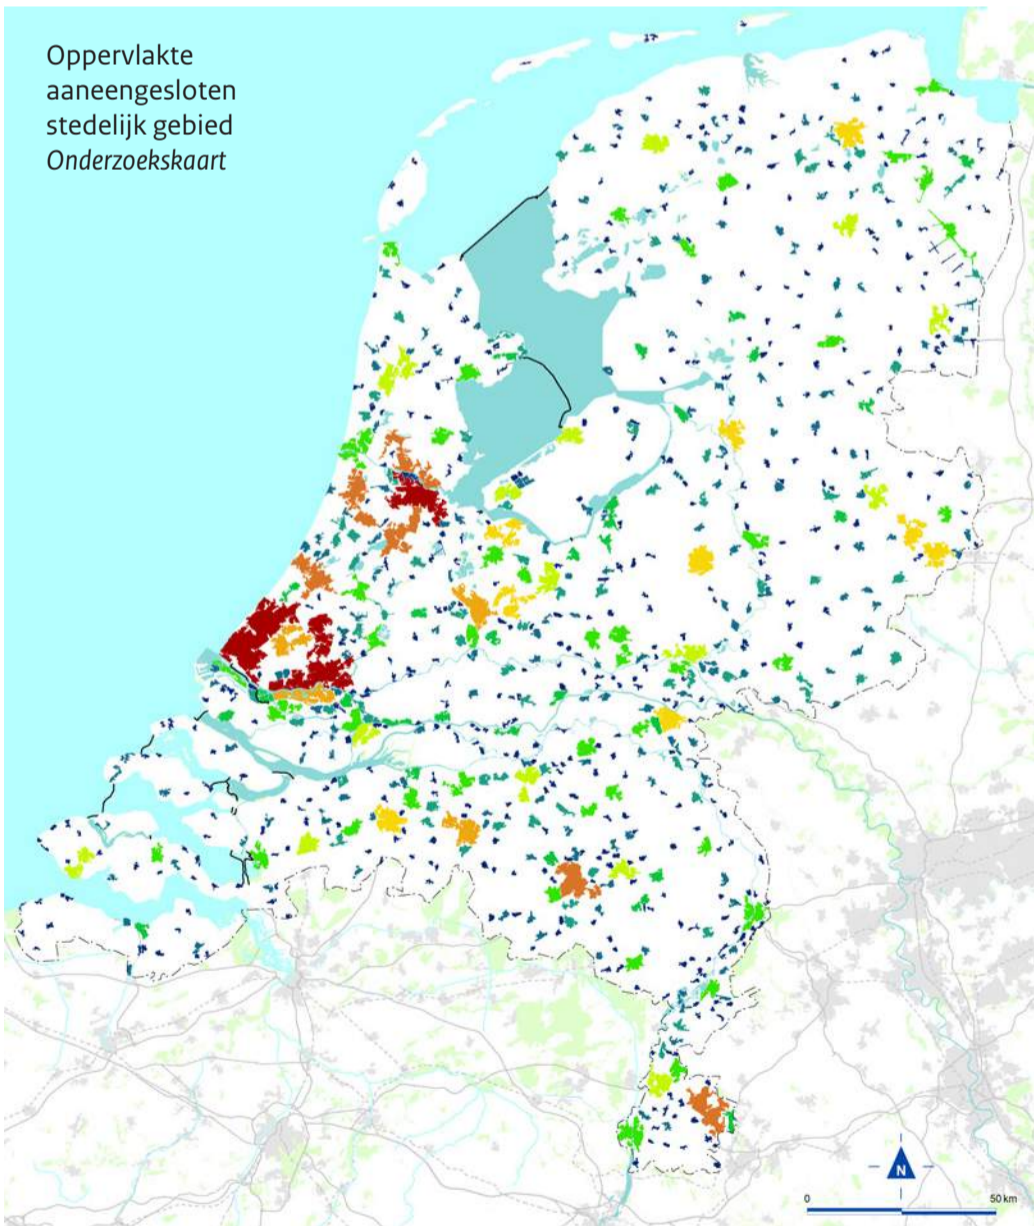 Oppervlakte
aaneengesloten
stedelijk gebied
Onderzoekskaart
N
0 50 km